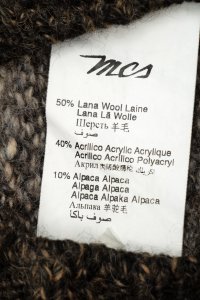 mcs
50% Lana Wool Laine
Lana Lã Wolle
Шерсть 羊毛
صوف
40% Acrilico Acrylic Acrylique
Acrilico Acrílico Polyacryl
Акрил
اكريلك
10% Alpaca Alpaca
Alpaga Alpaca
Alpaca Alpaka Alpaca
Альпака 羊驼毛
صوف باكا